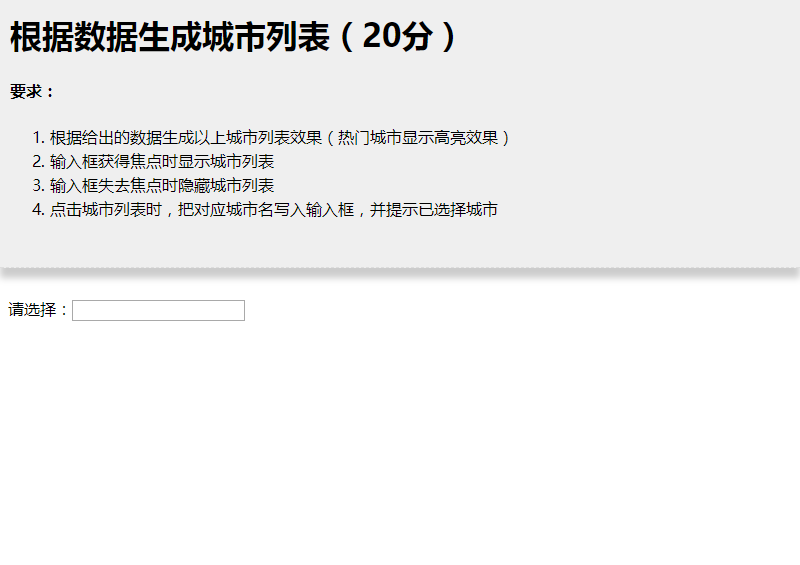 根据数据生成城市列表（20分）
要求：
1. 根据给出的数据生成以上城市列表效果（热门城市显示高亮效果）
2. 输入框获得焦点时显示城市列表
3. 输入框失去焦点时隐藏城市列表
4. 点击城市列表时，把对应城市名写入输入框，并提示已选择城市
请选择：